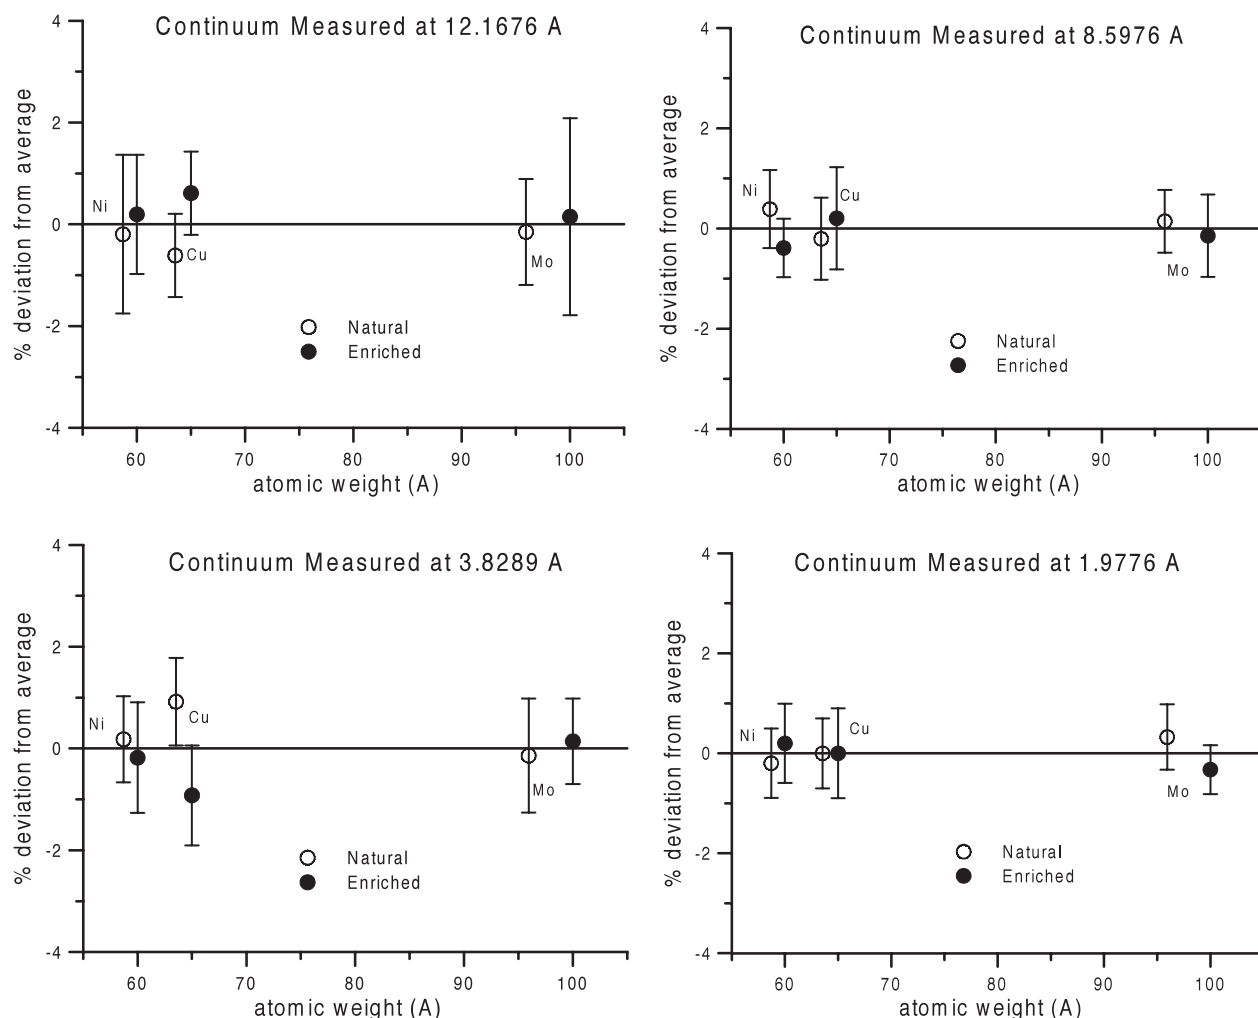 Continuum Measured at 12.1676 A
% deviation from average
4
2
0
-2
-4
Ni
Cu
Mo
Natural
Enriched
60 70 80 90 100
atomic weight (A)
Continuum Measured at 8.5976 A
% deviation from average
4
2
0
-2
-4
Ni
Cu
Mo
Natural
Enriched
60 70 80 90 100
atomic weight (A)
Continuum Measured at 3.8289 A
% deviation from average
4
2
0
-2
-4
Ni
Cu
Mo
Natural
Enriched
60 70 80 90 100
atomic weight (A)
Continuum Measured at 1.9776 A
% deviation from average
4
2
0
-2
-4
Ni
Cu
Mo
Natural
Enriched
60 70 80 90 100
atomic weight (A)